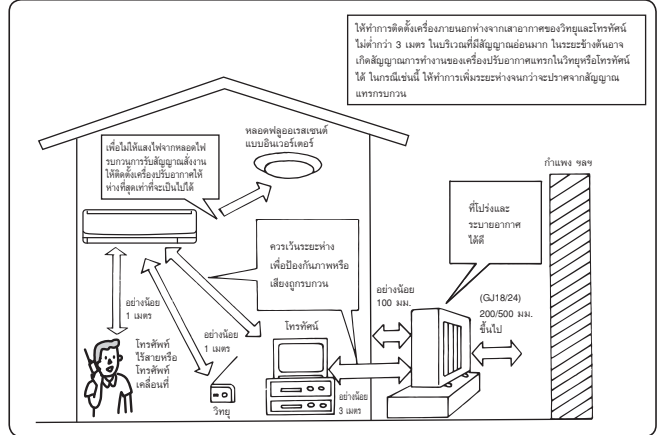 ให้ทำการติดตั้งเครื่องภายนอกห่างจากเสาอากาศของวิทยุและโทรทัศน์
ไม่ต่ำกว่า 3 เมตร ในบริเวณที่มีสัญญาณอ่อนมาก ในระยะข้างต้นอาจ
เกิดสัญญาณการทำงานของเครื่องปรับอากาศแทรกในวิทยุหรือโทรทัศน์
ได้ ในกรณีเช่นนี้ ให้ทำการเพิ่มระยะห่างจนกว่าจะปราศจากสัญญาณ
แทรกรบกวน
หลอดฟลูออเรสเซนต์
แบบอินเวอร์เตอร์
เพื่อไม่ให้แสงไฟจากหลอดไฟ
รบกวนการรับสัญญาณสั่งงาน
ให้ติดตั้งเครื่องปรับอากาศให้
ห่างที่สุดเท่าที่จะเป็นไปได้
กำแพง ฯลฯ
ที่โปร่งและ
ระบายอากาศ
ได้ดี
ควรเว้นระยะห่าง
เพื่อป้องกันภาพหรือ
เสียงถูกรบกวน
อย่างน้อย
100 มม.
(GJ18/24)
200/500 มม.
ขึ้นไป
อย่างน้อย
1 เมตร
อย่างน้อย
1 เมตร
โทรทัศน์
โทรศัพท์
ไร้สายหรือ
โทรศัพท์
เคลื่อนที่
วิทยุ
อย่างน้อย
3 เมตร